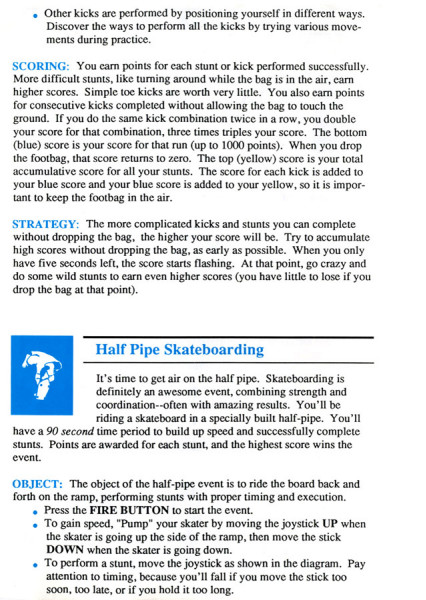 • Other kicks are performed by positioning yourself in different ways.
Discover the ways to perform all the kicks by trying various move-
ments during practice.
SCORING: You earn points for each stunt or kick performed successfully.
More difficult stunts, like turning around while the bag is in the air, earn
higher scores. Simple toe kicks are worth very little. You also earn points
for consecutive kicks completed without allowing the bag to touch the
ground. If you do the same kick combination twice in a row, you double
your score for that combination, three times triples your score. The bottom
(blue) score is your score for that run (up to 1000 points). When you drop
the footbag, that score returns to zero. The top (yellow) score is your total
accumulative score for all your stunts. The score for each kick is added to
your blue score and your blue score is added to your yellow, so it is impor-
tant to keep the footbag in the air.
STRATEGY: The more complicated kicks and stunts you can complete
without dropping the bag, the higher your score will be. Try to accumulate
high scores without dropping the bag, as early as possible. When you only
have five seconds left, the score starts flashing. At that point, go crazy and
do some wild stunts to earn even higher scores (you have little to lose if you
drop the bag at that point).
Half Pipe Skateboarding
It's time to get air on the half pipe. Skateboarding is
definitely an awesome event, combining strength and
coordination--often with amazing results. You'll be
riding a skateboard in a specially built half-pipe. You'll
have a 90 second time period to build up speed and successfully complete
stunts. Points are awarded for each stunt, and the highest score wins the
event.
OBJECT: The object of the half-pipe event is to ride the board back and
forth on the ramp, performing stunts with proper timing and execution.
• Press the FIRE BUTTON to start the event.
• To gain speed, "Pump" your skater by moving the joystick UP when
the skater is going up the side of the ramp, then move the stick
DOWN when the skater is going down.
• To perform a stunt, move the joystick as shown in the diagram. Pay
attention to timing, because you'll fall if you move the stick too
soon, too late, or if you hold it too long.